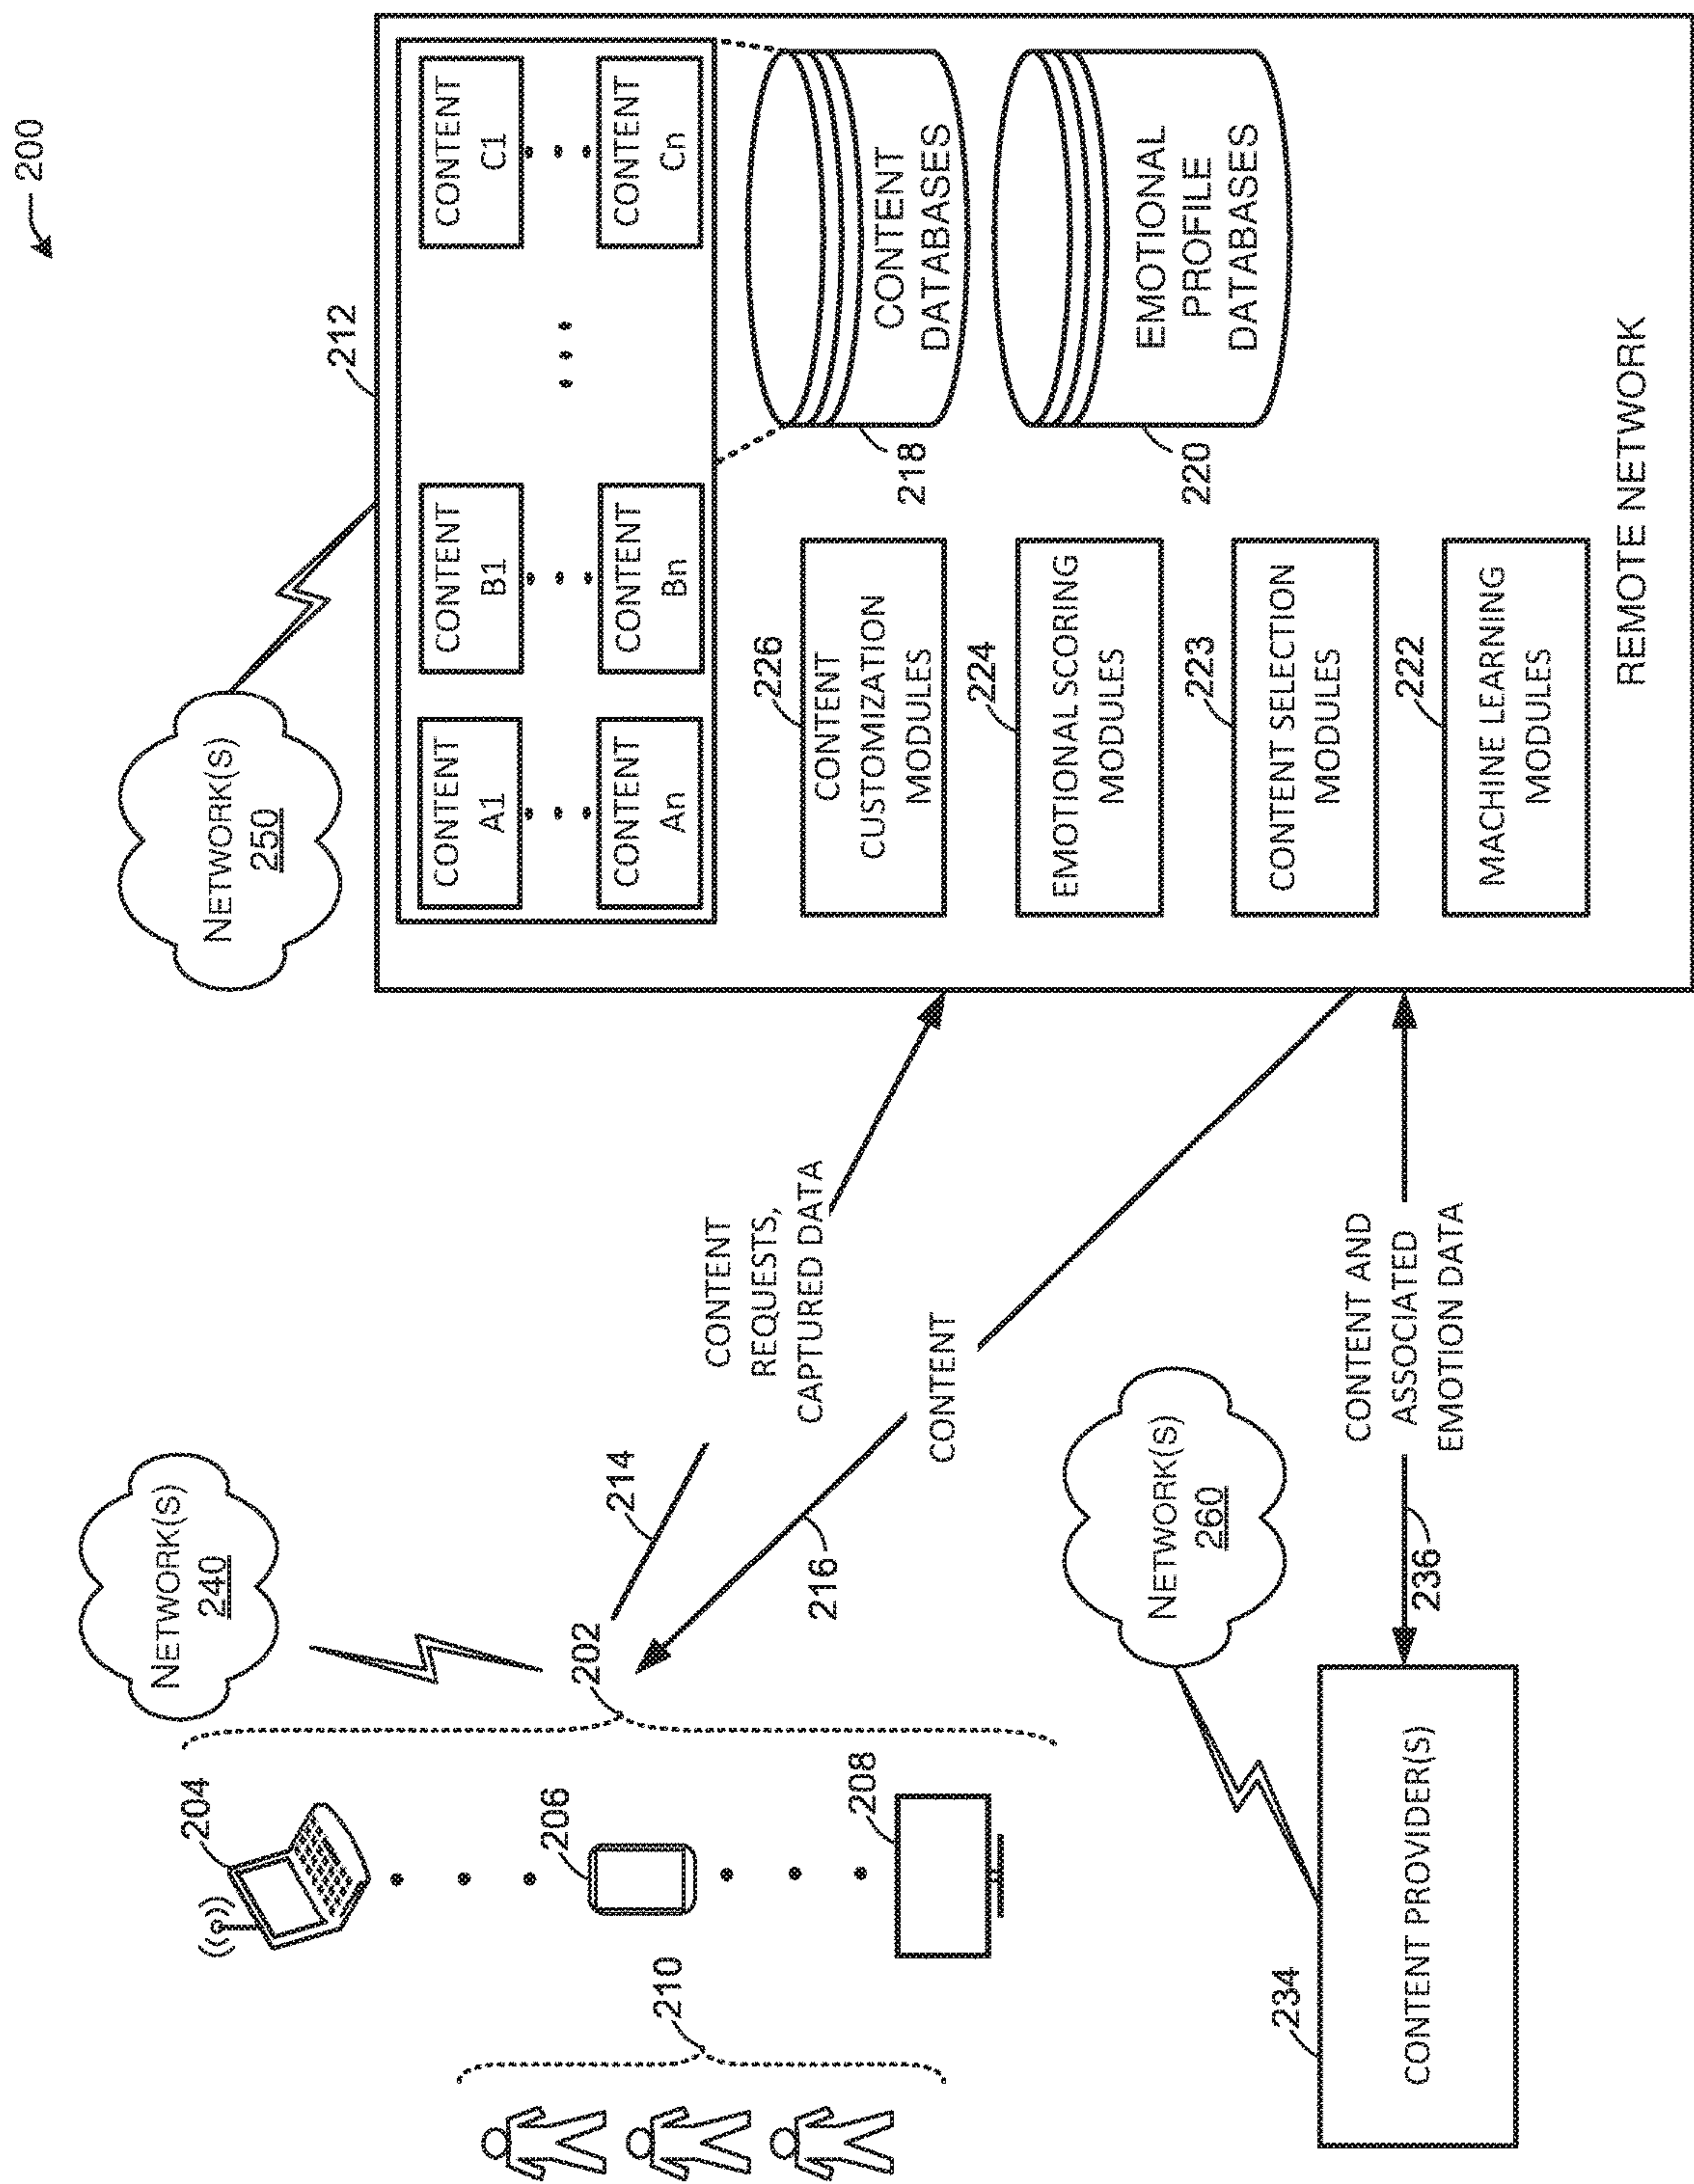 200
NETWORK(S)
240
NETWORK(S)
250
212
204
206
208
202
210
214
CONTENT
REQUESTS,
CAPTURED DATA
216
CONTENT
CONTENT
A1
CONTENT
An
CONTENT
B1
CONTENT
Bn
CONTENT
C1
CONTENT
Cn
226
CONTENT
CUSTOMIZATION
MODULES
218
CONTENT
DATABASES
224
EMOTIONAL SCORING
MODULES
220
EMOTIONAL
PROFILE
DATABASES
223
CONTENT SELECTION
MODULES
222
MACHINE LEARNING
MODULES
REMOTE NETWORK
NETWORK(S)
260
234
CONTENT PROVIDER(S)
236
CONTENT AND
ASSOCIATED
EMOTION DATA